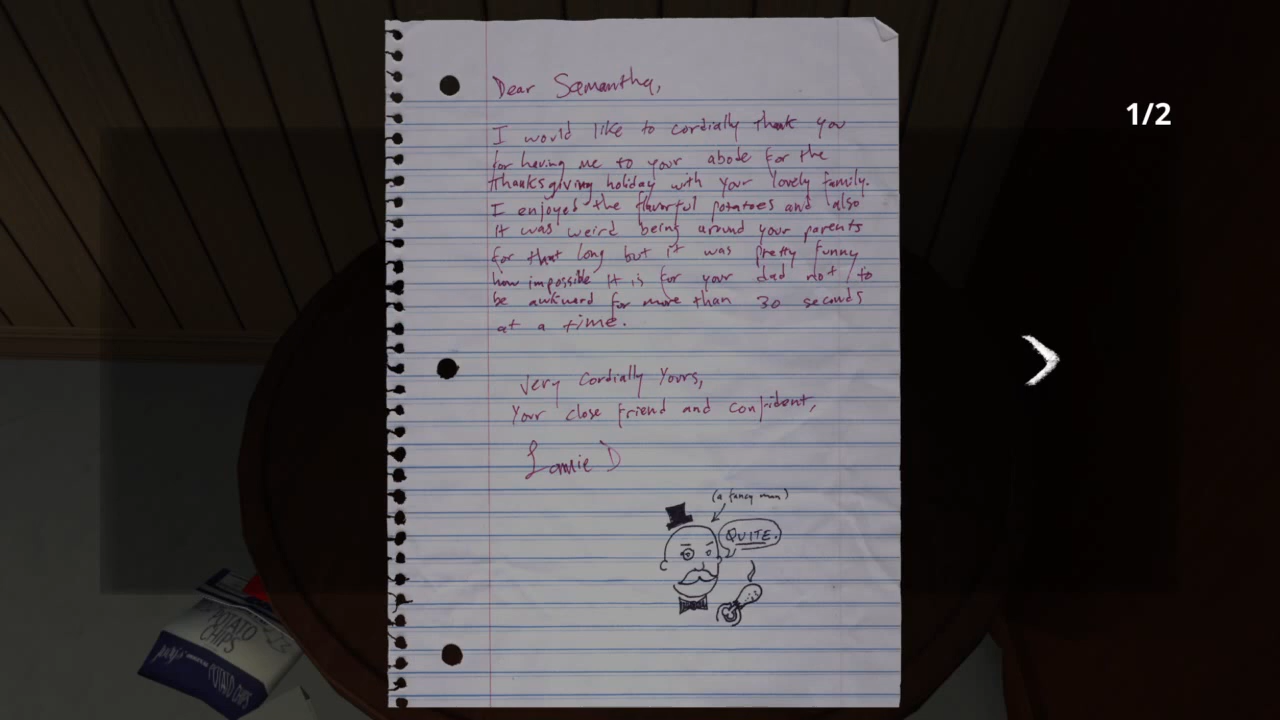 1/2
Dear Samantha,
I would like to cordially thank you
for having me to your abode for the
thanksgiving holiday with your lovely family.
I enjoyed the flavorful potatoes and also
it was weird being around your parents
for that long but it was pretty funny
how impossible it is for your dad not to
be awkward for more than 30 seconds
at a time.
Very Cordially Yours,
Your close friend and confident,
Lonnie D
(a fancy man)
QUITE.
POTATO
CHIPS
POTATO CHIPS